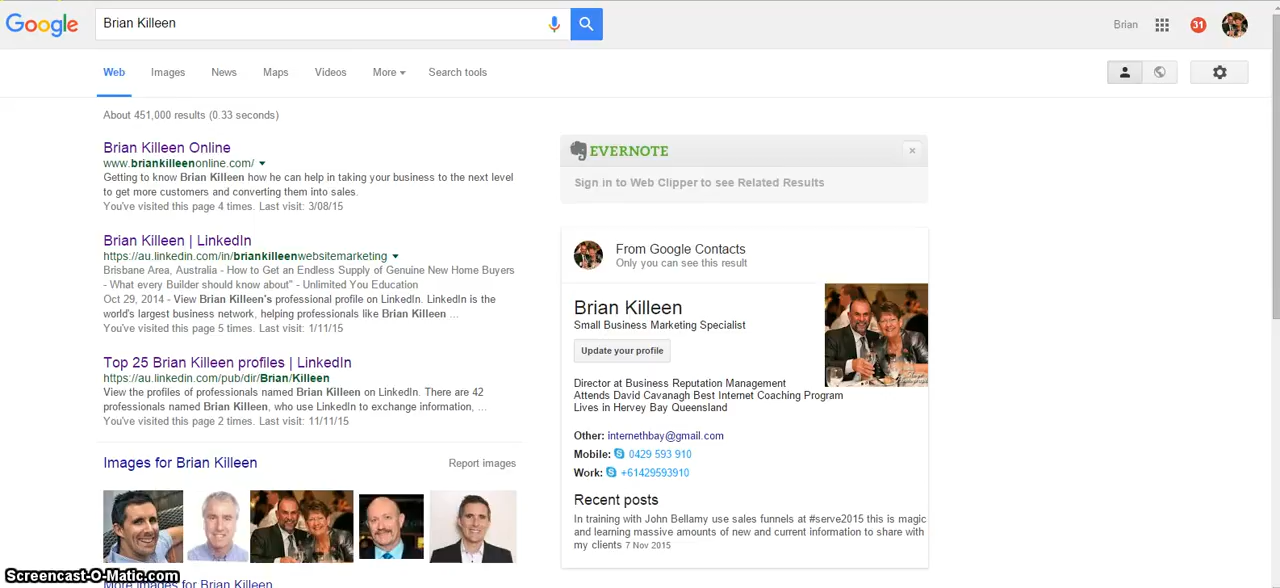 Google
Brian Killeen
Brian
31
Web
Images
News
Maps
Videos
More
Search tools
About 451,000 results (0.33 seconds)
Brian Killeen Online
www.briankilleenonline.com/
Getting to know Brian Killeen how he can help in taking your business to the next level
to get more customers and converting them into sales.
You've visited this page 4 times. Last visit: 3/08/15
Brian Killeen | LinkedIn
https://au.linkedin.com/in/briankilleenwebsitemarketing
Brisbane Area, Australia - How to Get an Endless Supply of Genuine New Home Buyers
- What every Builder should know about" - Unlimited You Education
Oct 29, 2014 - View Brian Killeen's professional profile on LinkedIn. LinkedIn is the
world's largest business network, helping professionals like Brian Killeen ...
You've visited this page 5 times. Last visit: 1/11/15
Top 25 Brian Killeen profiles | LinkedIn
https://au.linkedin.com/pub/dir/Brian/Killeen
View the profiles of professionals named Brian Killeen on LinkedIn. There are 42
professionals named Brian Killeen, who use LinkedIn to exchange information, ...
You've visited this page 2 times. Last visit: 11/11/15
Images for Brian Killeen
Report images
More images for Brian Killeen
EVERNOTE
×
Sign in to Web Clipper to see Related Results
From Google Contacts
Only you can see this result
Brian Killeen
Small Business Marketing Specialist
Update your profile
Director at Business Reputation Management
Attends David Cavanagh Best Internet Coaching Program
Lives in Hervey Bay Queensland
Other: internethbay@gmail.com
Mobile: 0429 593 910
Work: +61429593910
Recent posts
In training with John Bellamy use sales funnels at #serve2015 this is magic
and learning massive amounts of new and current information to share with
my clients 7 Nov 2015
Screencast-O-Matic.com